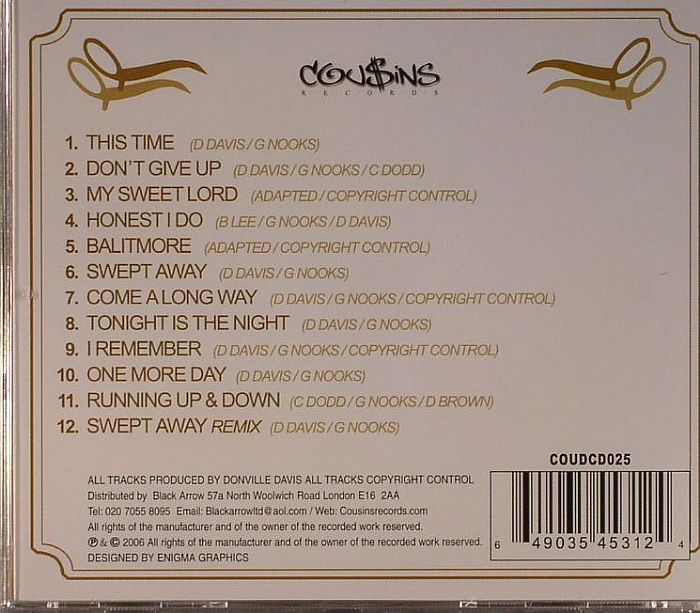 COU$INS
RECORDS
1. THIS TIME (D DAVIS / G NOOKS)
2. DON'T GIVE UP (D DAVIS / G NOOKS / C DODD)
3. MY SWEET LORD (ADAPTED / COPYRIGHT CONTROL)
4. HONEST I DO (B LEE / G NOOKS / D DAVIS)
5. BALITMORE (ADAPTED / COPYRIGHT CONTROL)
6. SWEPT AWAY (D DAVIS / G NOOKS)
7. COME A LONG WAY (D DAVIS / G NOOKS / COPYRIGHT CONTROL)
8. TONIGHT IS THE NIGHT (D DAVIS / G NOOKS)
9. I REMEMBER (D DAVIS / G NOOKS / COPYRIGHT CONTROL)
10. ONE MORE DAY (D DAVIS / G NOOKS)
11. RUNNING UP & DOWN (C DODD / G NOOKS / D BROWN)
12. SWEPT AWAY REMIX (D DAVIS / G NOOKS)
ALL TRACKS PRODUCED BY DONVILLE DAVIS ALL TRACKS COPYRIGHT CONTROL
Distributed by Black Arrow 57a North Woolwich Road London E16 2AA
Tel: 020 7055 8095 Email: Blackarrowltd@aol.com / Web: Cousinsrecords.com
All rights of the manufacturer and of the owner of the recorded work reserved.
℗ & © 2006 All rights of the manufacturer and of the owner of the recorded work reserved.
DESIGNED BY ENIGMA GRAPHICS
COUDCD025
6 49035 45312 4